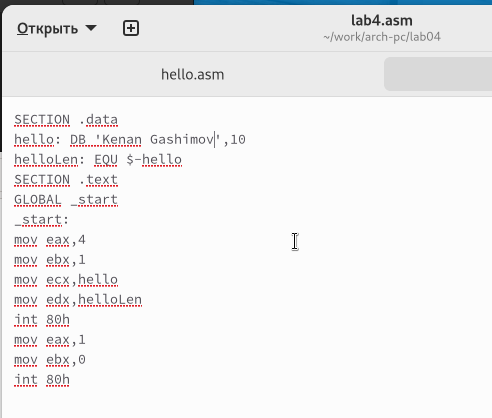 Открыть
lab4.asm
~/work/arch-pc/lab04
hello.asm
SECTION .data
hello: DB 'Kenan Gashimov',10
helloLen: EQU $-hello
SECTION .text
GLOBAL _start
_start:
mov eax,4
mov ebx,1
mov ecx,hello
mov edx,helloLen
int 80h
mov eax,1
mov ebx,0
int 80h